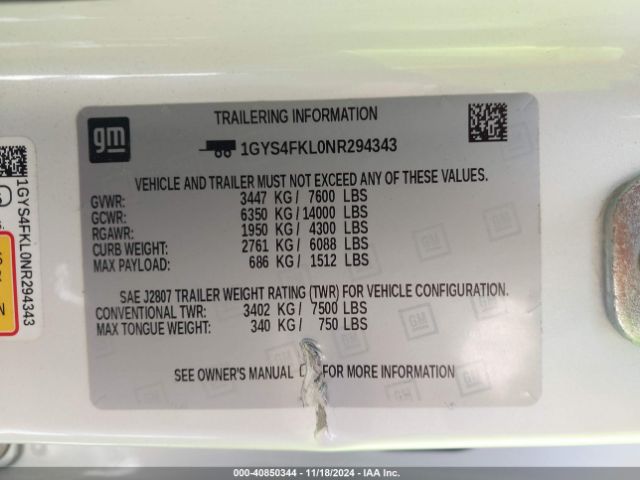 TRAILERING INFORMATION
gm
1GYS4FKL0NR294343
VEHICLE AND TRAILER MUST NOT EXCEED ANY OF THESE VALUES.
GVWR: 3447 KG / 7600 LBS
GCWR: 6350 KG / 14000 LBS
RGAWR: 1950 KG / 4300 LBS
CURB WEIGHT: 2761 KG / 6088 LBS
MAX PAYLOAD: 686 KG / 1512 LBS
SAE J2807 TRAILER WEIGHT RATING (TWR) FOR VEHICLE CONFIGURATION.
CONVENTIONAL TWR: 3402 KG / 7500 LBS
MAX TONGUE WEIGHT: 340 KG / 750 LBS
SEE OWNER'S MANUAL FOR MORE INFORMATION
1GYS4FKL0NR294343
000-40850344 - 11/18/2024 - IAA Inc.